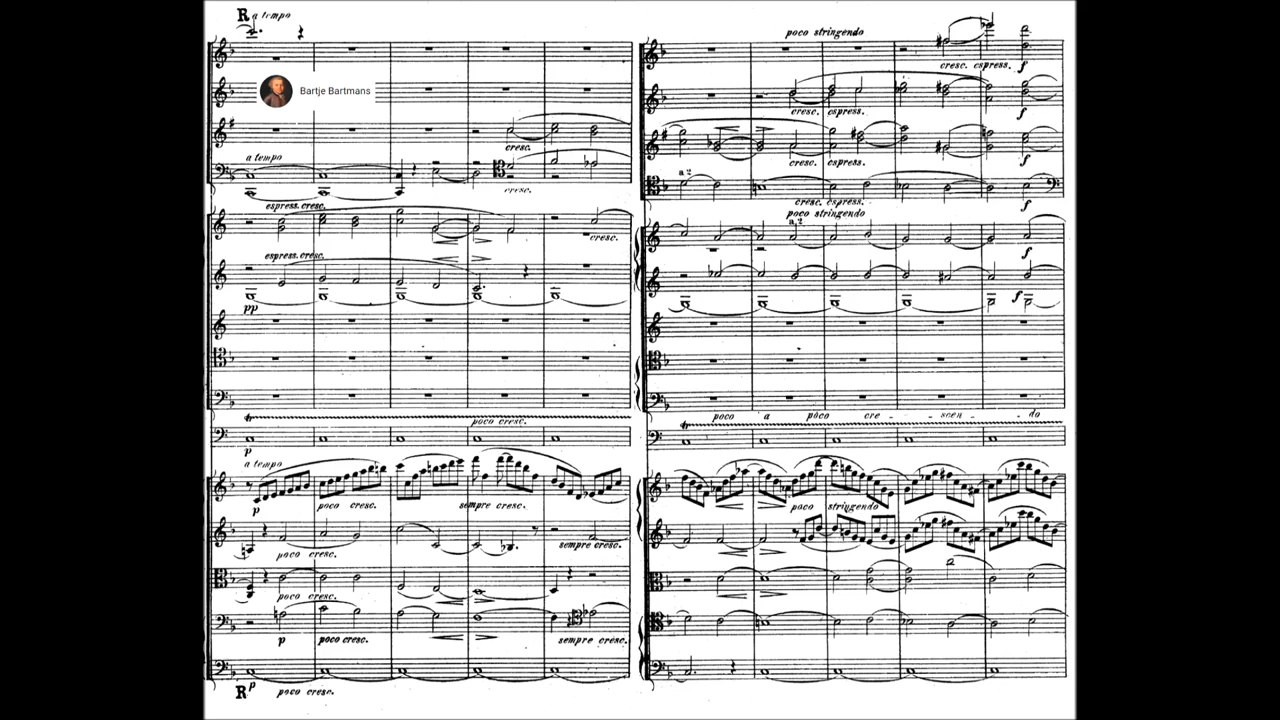 R a tempo
Bartje Bartmans
cresc.
a tempo
cresc.
espress. cresc.
cresc.
espress. cresc.
pp
poco cresc.
p
a tempo
p poco cresc. sempre cresc.
poco cresc. sempre cresc.
poco cresc.
p poco cresc. sempre cresc.
R p poco cresc.
poco stringendo
cresc. espress. f
cresc. espress. f
cresc. espress. f
a 2
cresc. espress. f
poco stringendo
a.2
f
f
poco a poco cre - scen - do
poco stringendo